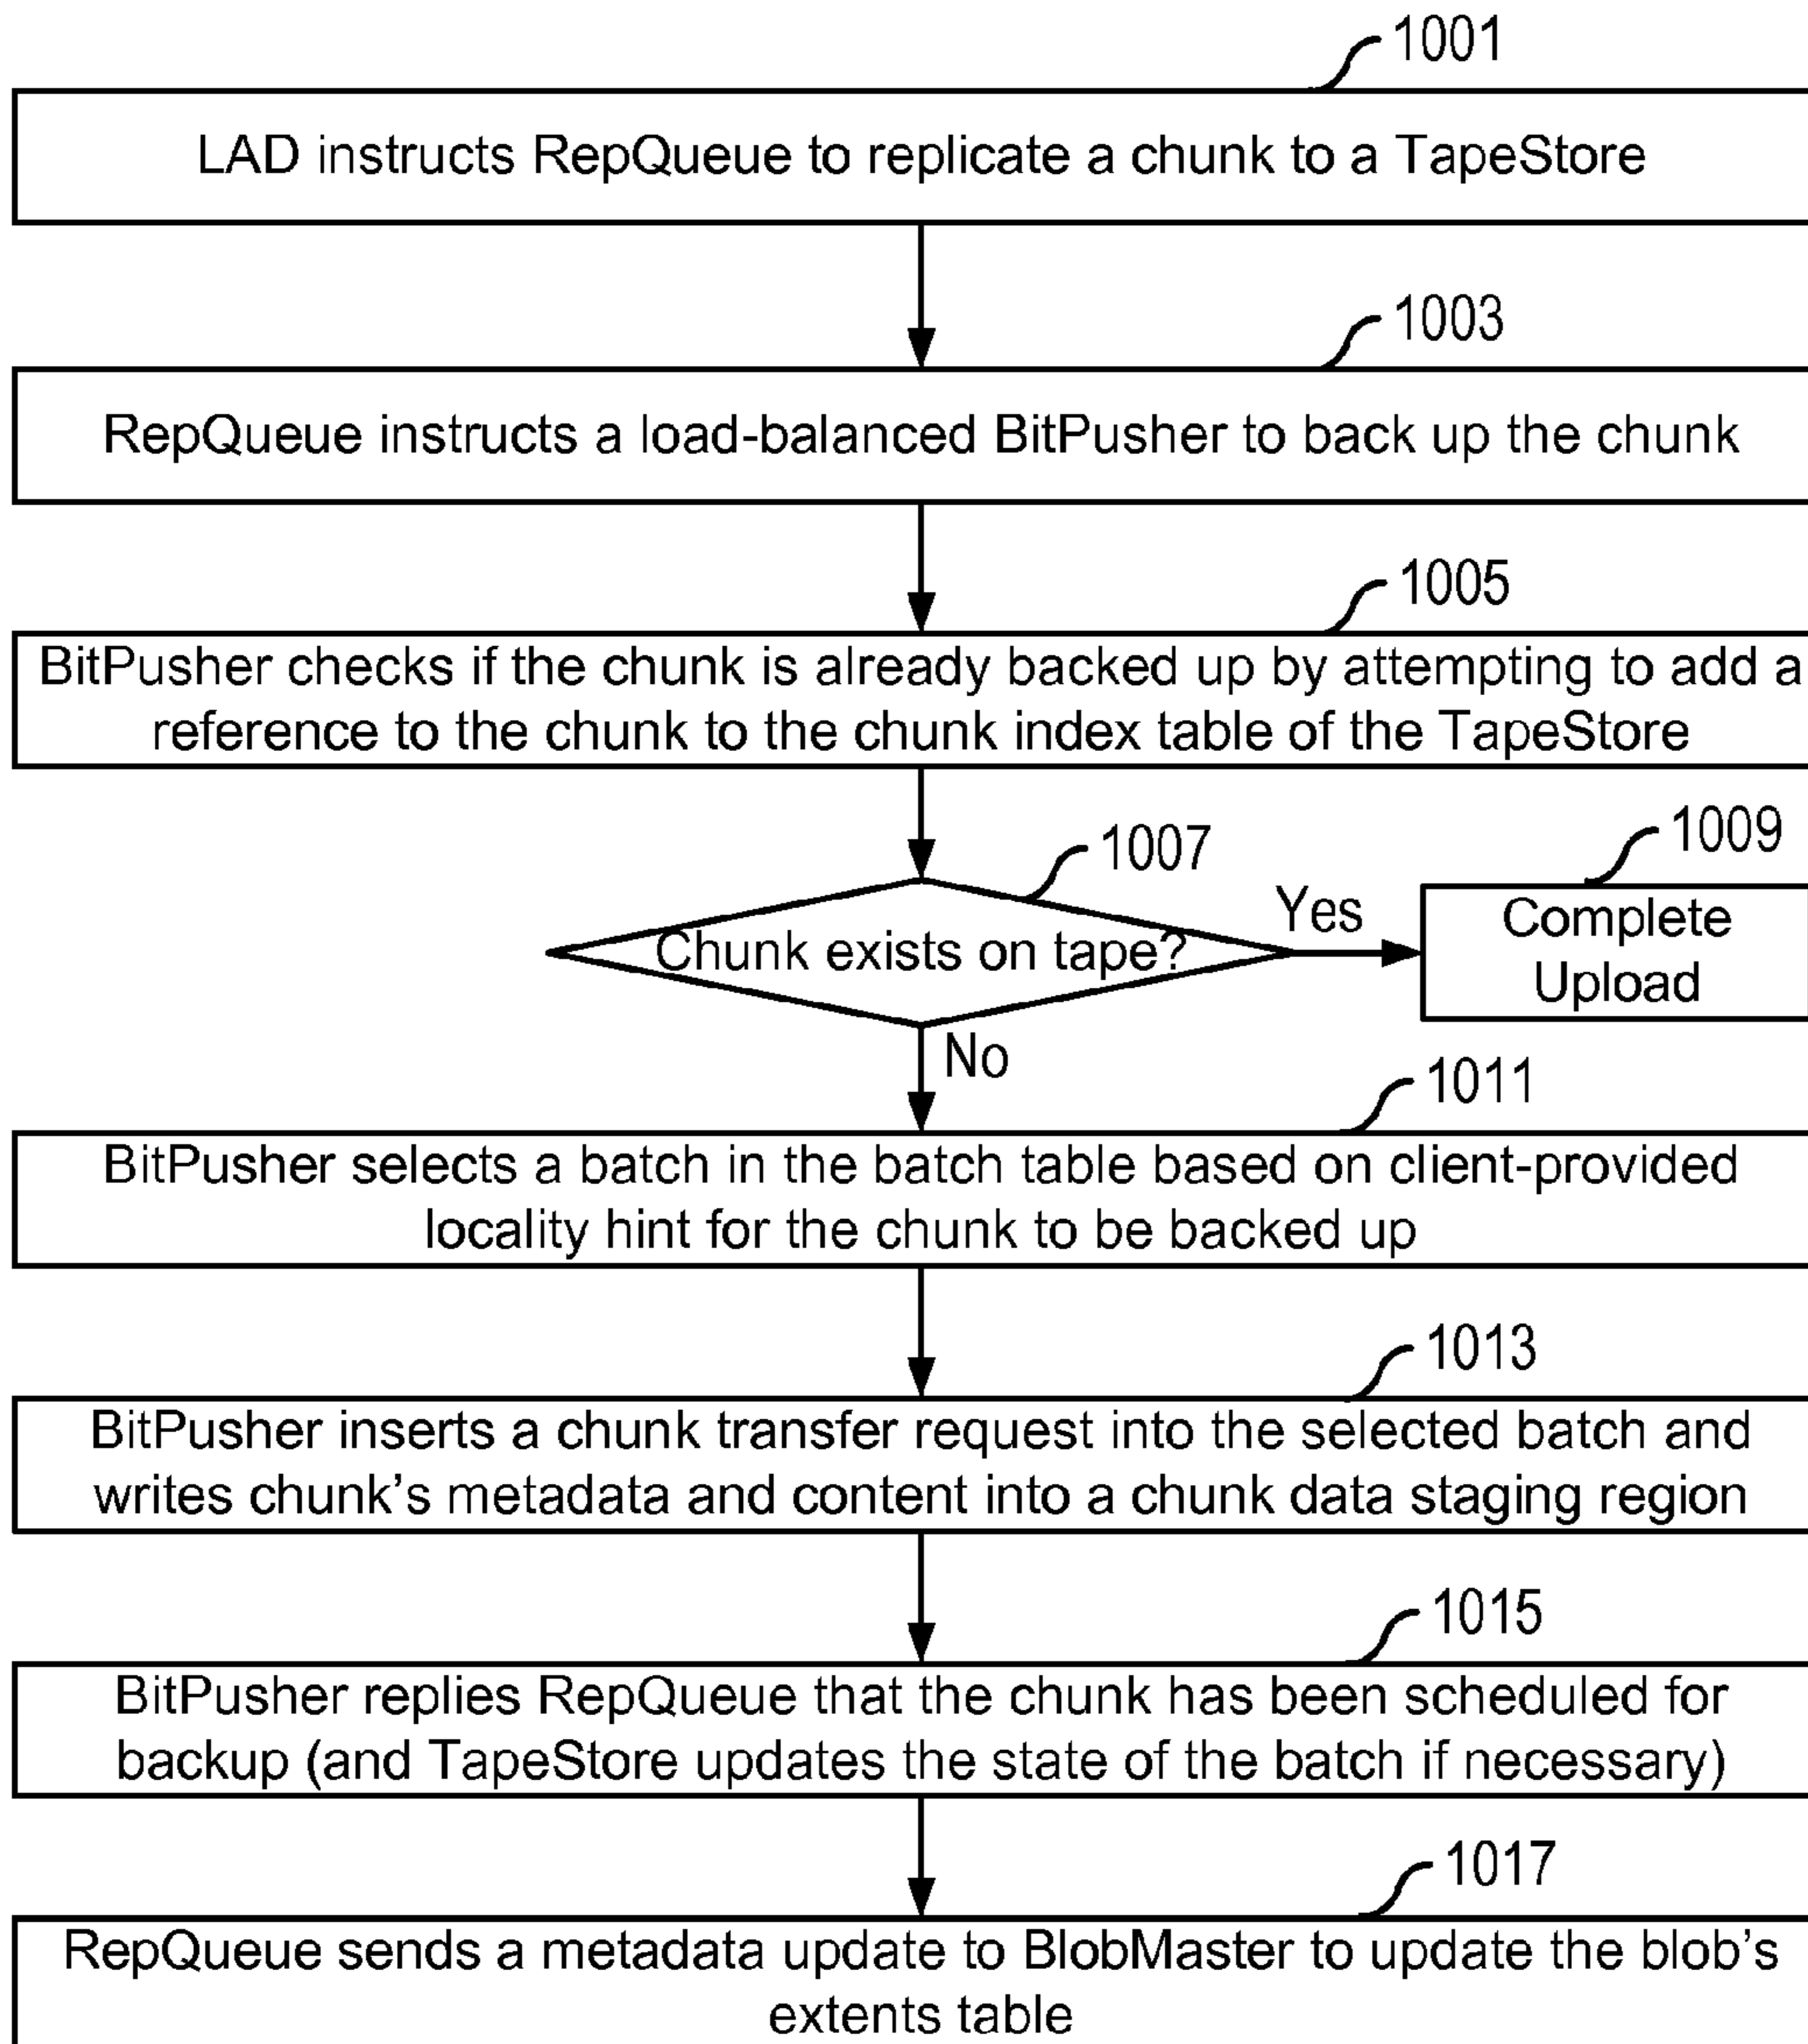 1001
LAD instructs RepQueue to replicate a chunk to a TapeStore
1003
RepQueue instructs a load-balanced BitPusher to back up the chunk
1005
BitPusher checks if the chunk is already backed up by attempting to add a
reference to the chunk to the chunk index table of the TapeStore
1007
Chunk exists on tape?
Yes
1009
Complete
Upload
No
1011
BitPusher selects a batch in the batch table based on client-provided
locality hint for the chunk to be backed up
1013
BitPusher inserts a chunk transfer request into the selected batch and
writes chunk’s metadata and content into a chunk data staging region
1015
BitPusher replies RepQueue that the chunk has been scheduled for
backup (and TapeStore updates the state of the batch if necessary)
1017
RepQueue sends a metadata update to BlobMaster to update the blob’s
extents table